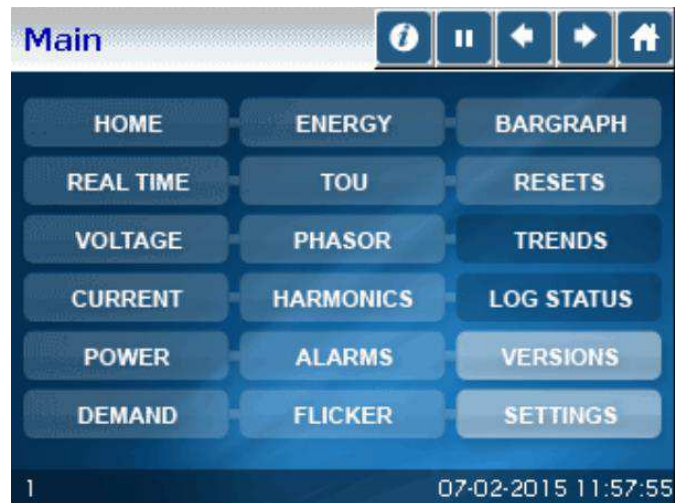 Main
HOME ENERGY BARGRAPH
REAL TIME TOU RESETS
VOLTAGE PHASOR TRENDS
CURRENT HARMONICS LOG STATUS
POWER ALARMS VERSIONS
DEMAND FLICKER SETTINGS
1 07-02-2015 11:57:55